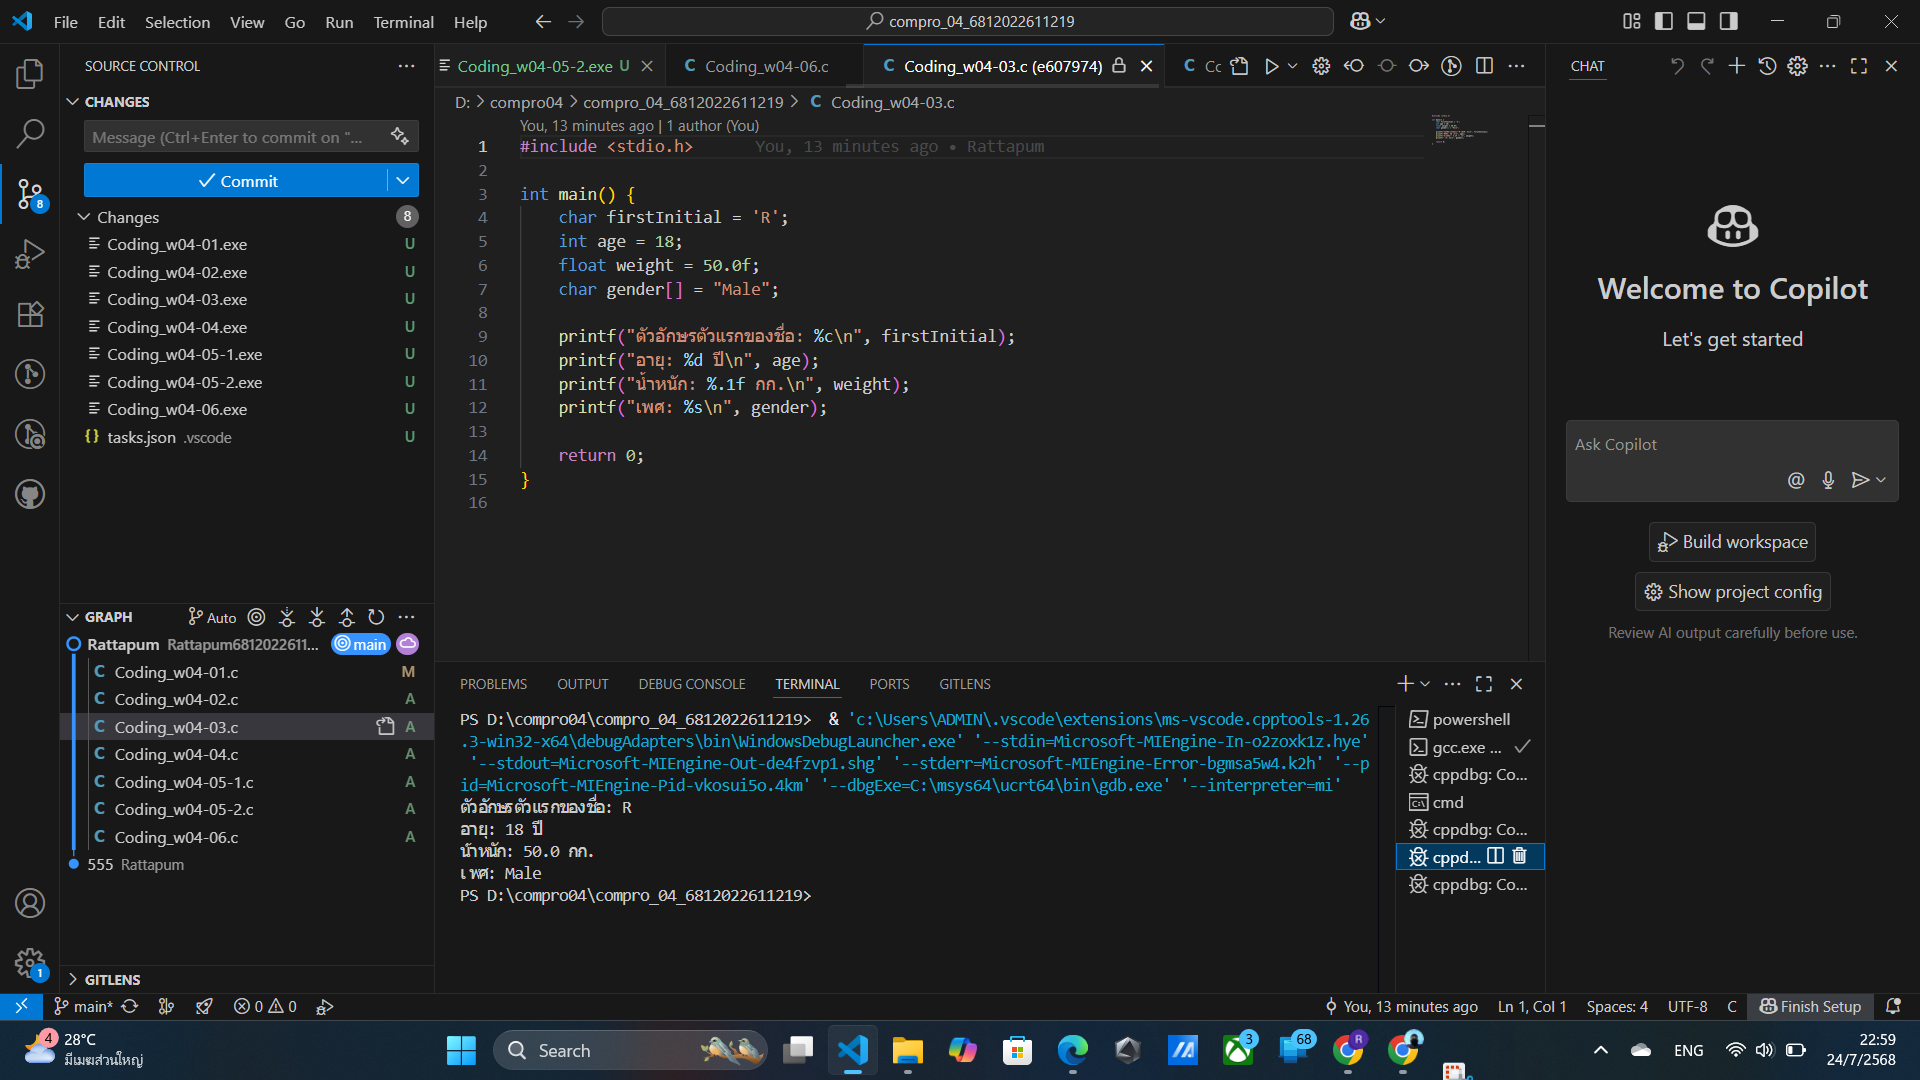 File Edit Selection View Go Run Terminal Help
compro_04_6812022611219
SOURCE CONTROL
CHANGES
Message (Ctrl+Enter to commit on "...
Commit
Changes 8
Coding_w04-01.exe U
Coding_w04-02.exe U
Coding_w04-03.exe U
Coding_w04-04.exe U
Coding_w04-05-1.exe U
Coding_w04-05-2.exe U
Coding_w04-06.exe U
tasks.json .vscode U
GRAPH Auto
Rattapum Rattapum6812022611... main
Coding_w04-01.c M
Coding_w04-02.c A
Coding_w04-03.c A
Coding_w04-04.c A
Coding_w04-05-1.c A
Coding_w04-05-2.c A
Coding_w04-06.c A
555 Rattapum
GITLENS
8
1
Coding_w04-05-2.exe U
Coding_w04-06.c
Coding_w04-03.c (e607974)
Co
D: > compro04 > compro_04_6812022611219 > C Coding_w04-03.c
You, 13 minutes ago | 1 author (You)
1 #include <stdio.h> You, 13 minutes ago • Rattapum
2
3 int main() {
4 char firstInitial = 'R';
5 int age = 18;
6 float weight = 50.0f;
7 char gender[] = "Male";
8
9 printf("ตัวอักษรตัวแรกของชื่อ: %c\n", firstInitial);
10 printf("อายุ: %d ปี\n", age);
11 printf("น้ำหนัก: %.1f กก.\n", weight);
12 printf("เพศ: %s\n", gender);
13
14 return 0;
15 }
16
PROBLEMS OUTPUT DEBUG CONSOLE TERMINAL PORTS GITLENS
PS D:\compro04\compro_04_6812022611219> & 'c:\Users\ADMIN\.vscode\extensions\ms-vscode.cpptools-1.26
.3-win32-x64\debugAdapters\bin\WindowsDebugLauncher.exe' '--stdin=Microsoft-MIEngine-In-o2zoxk1z.hye'
'--stdout=Microsoft-MIEngine-Out-de4fzvp1.shg' '--stderr=Microsoft-MIEngine-Error-bgmsa5w4.k2h' '--p
id=Microsoft-MIEngine-Pid-vkosui5o.4km' '--dbgExe=C:\msys64\ucrt64\bin\gdb.exe' '--interpreter=mi'
ตัวอักษรตัวแรกของชื่อ: R
อายุ: 18 ปี
น้ำหนัก: 50.0 กก.
เพศ: Male
PS D:\compro04\compro_04_6812022611219>
powershell
gcc.exe ...
cppdbg: Co...
cmd
cppdbg: Co...
cppd...
cppdbg: Co...
CHAT
Welcome to Copilot
Let's get started
Ask Copilot
Build workspace
Show project config
Review AI output carefully before use.
main* 0 0
You, 13 minutes ago Ln 1, Col 1 Spaces: 4 UTF-8 C Finish Setup
4
28°C
มีเมฆส่วนใหญ่
Search
3
68
R
ENG
22:59
24/7/2568